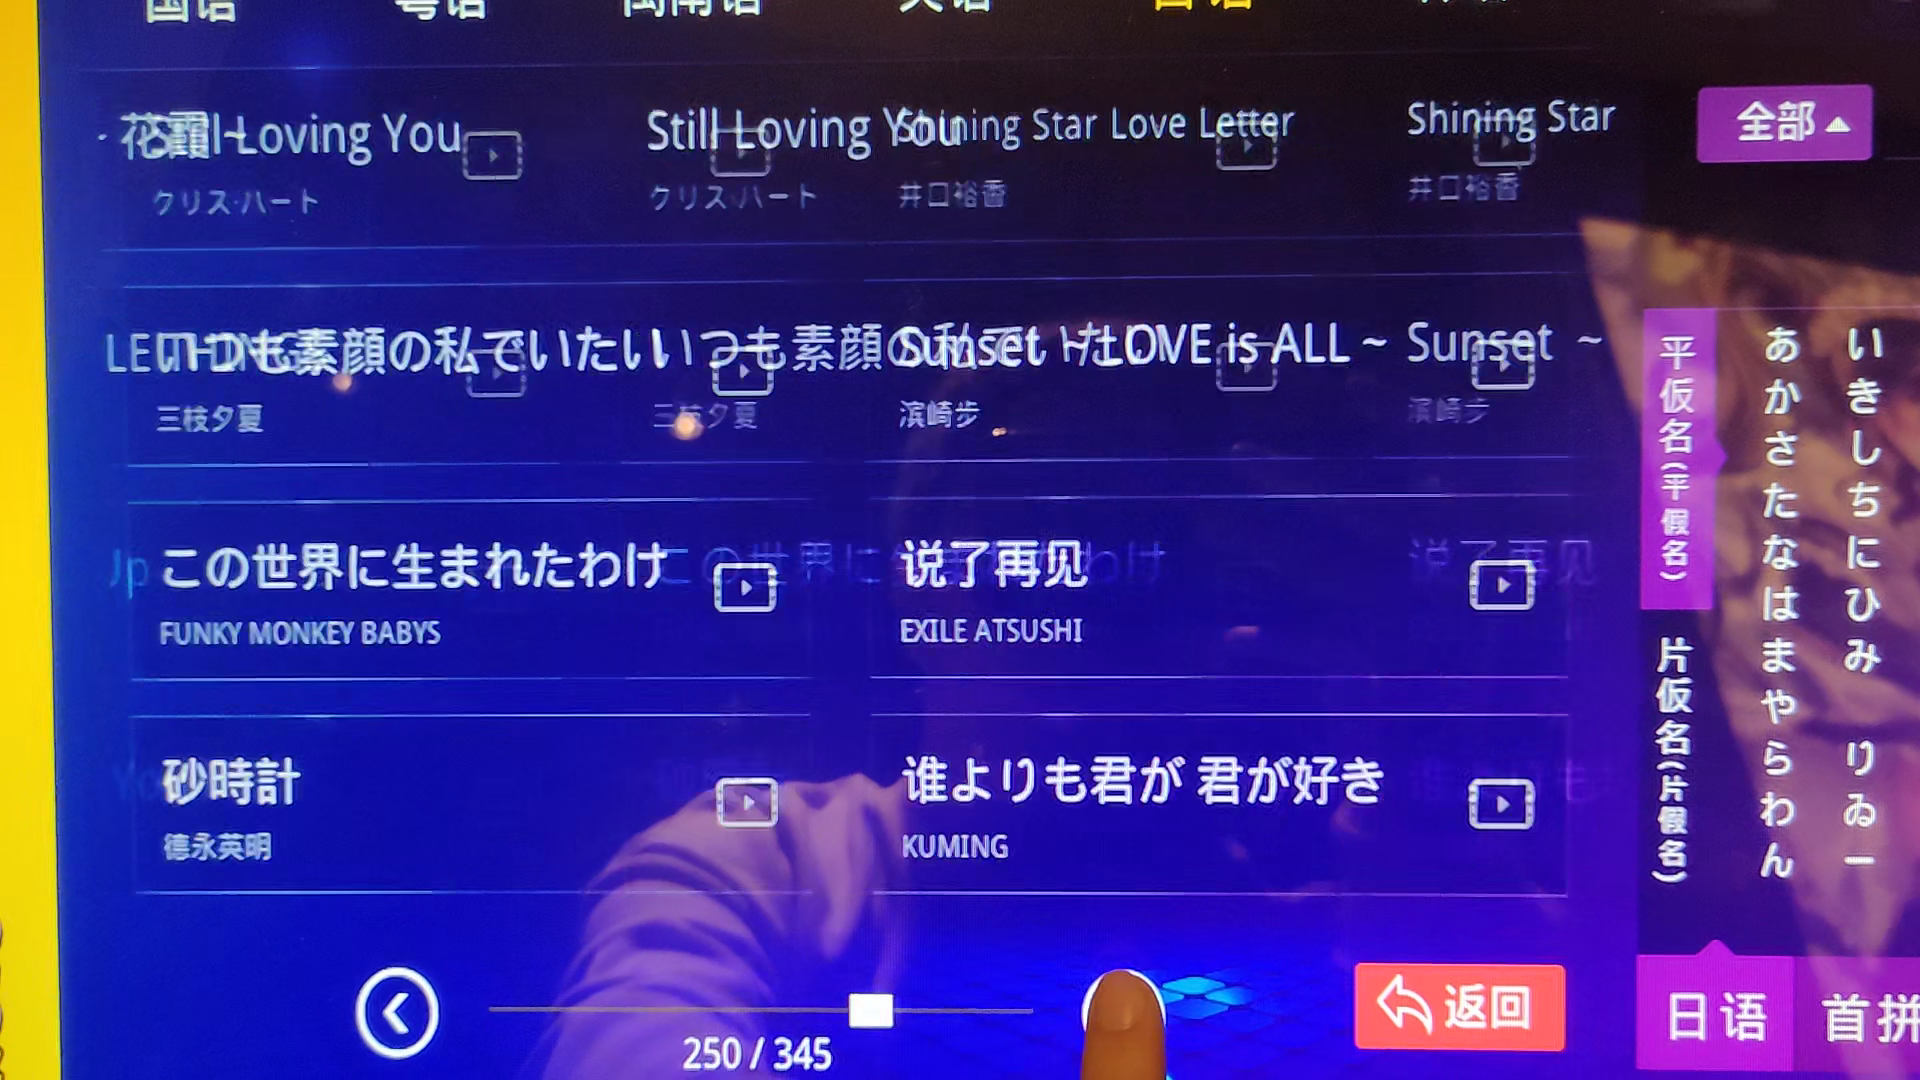 国语 粤语 闽南语 英语 日语
Still Loving You
クリス·ハート
Still Loving You
クリス·ハート
Shining Star Love Letter
井口裕香
Shining Star
井口裕香
全部
いつも素顔の私でいたい
三枝夕夏
いつも素顔の私でいたい
三枝夕夏
Sunset ~ LOVE is ALL ~
滨崎步
Sunset ~
滨崎步
この世界に生まれたわけ
FUNKY MONKEY BABYS
说了再见
EXILE ATSUSHI
说了再见
砂時計
德永英明
谁よりも君が 君が好き
KUMING
平仮名(平假名)
片仮名(片假名)
あかさたなはまやらわん
いきしちにひみ りゐー
250 / 345
返回
日语
首拼